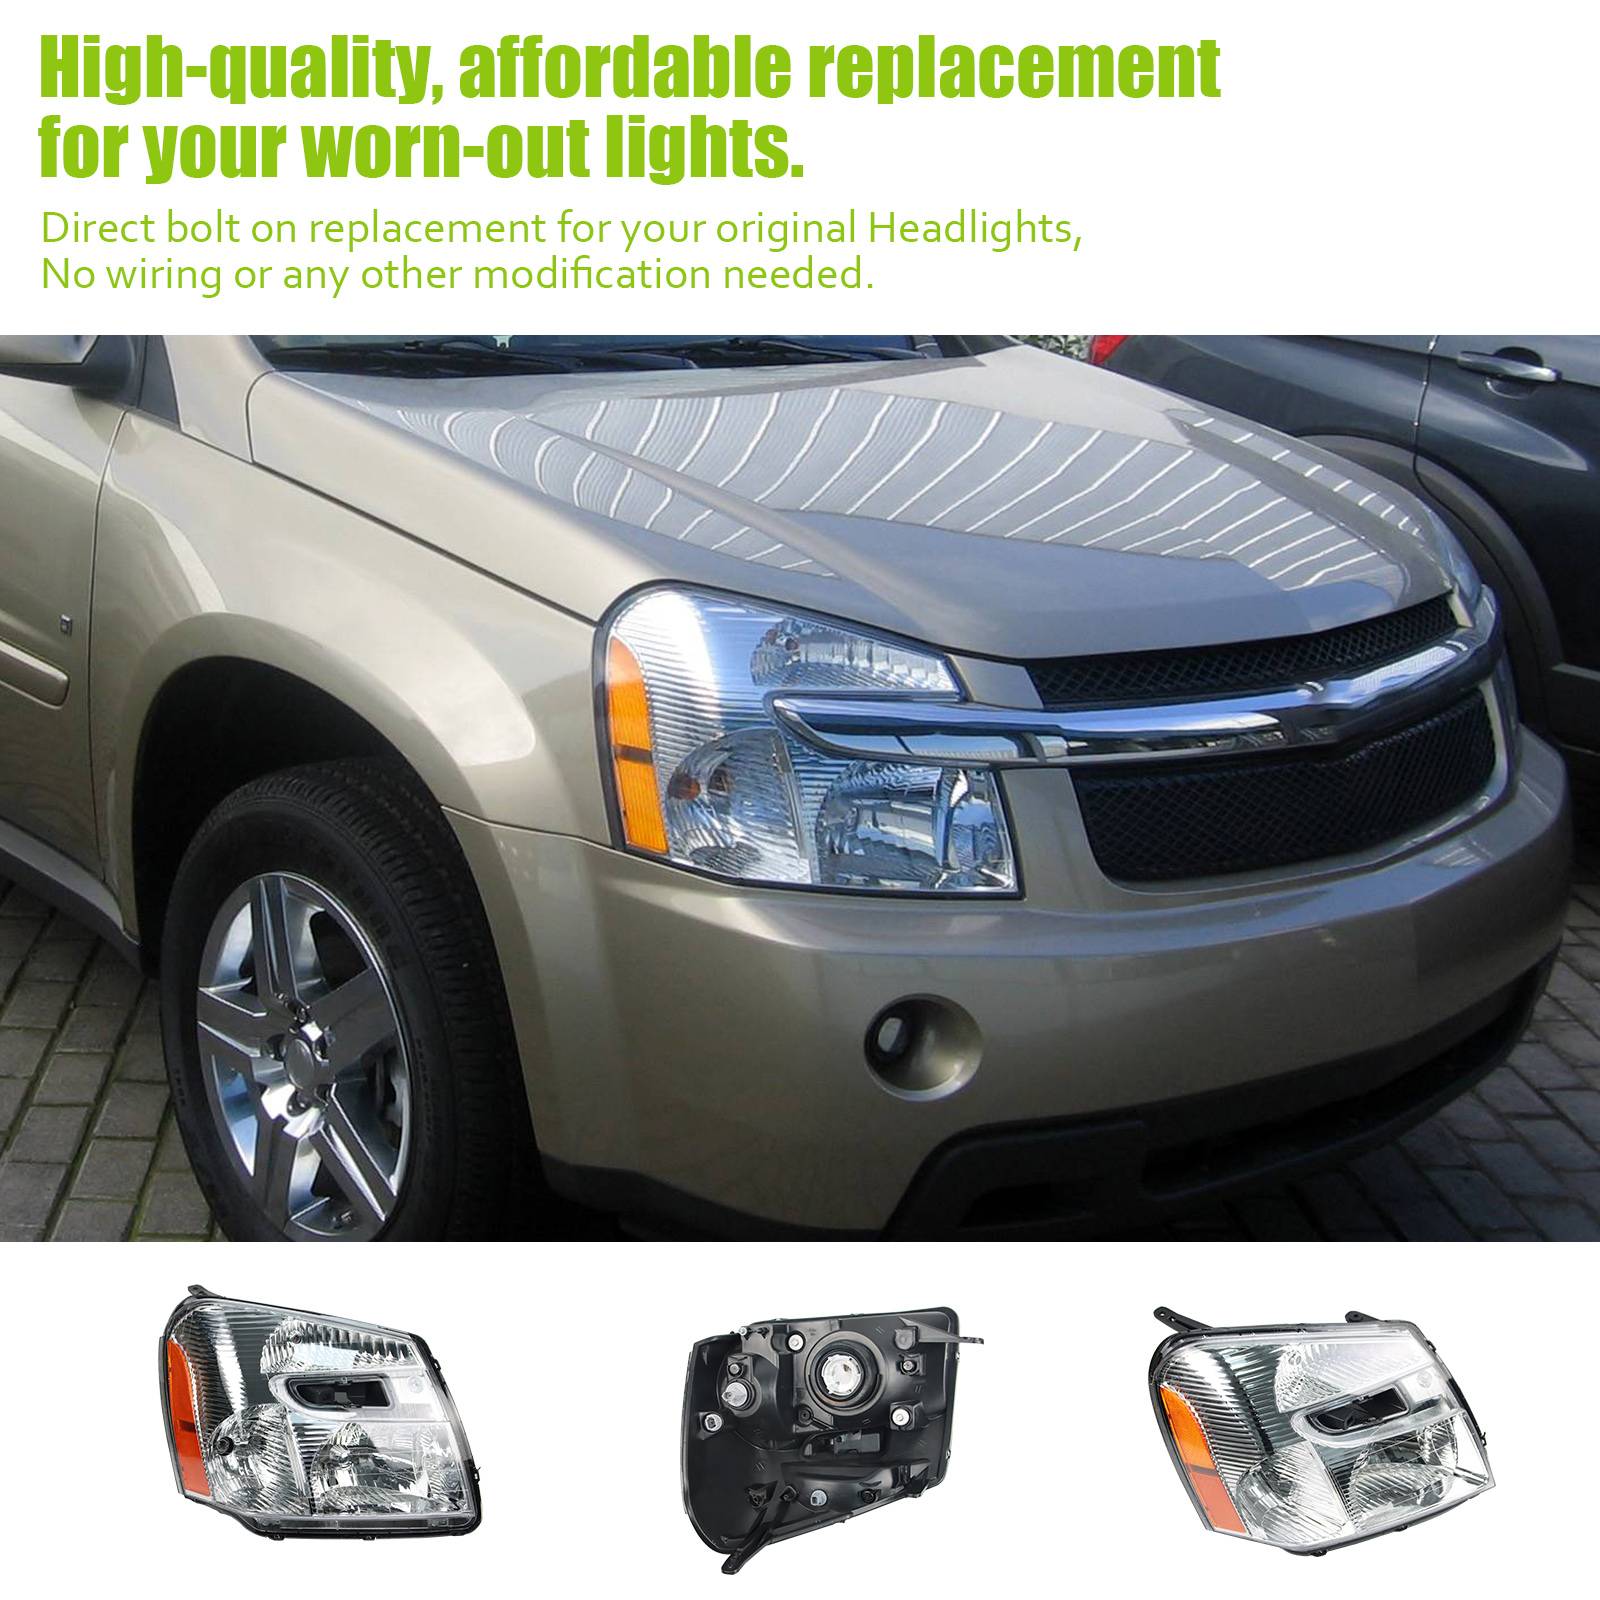 High-quality, affordable replacement
for your worn-out lights.
Direct bolt on replacement for your original Headlights,
No wiring or any other modification needed.